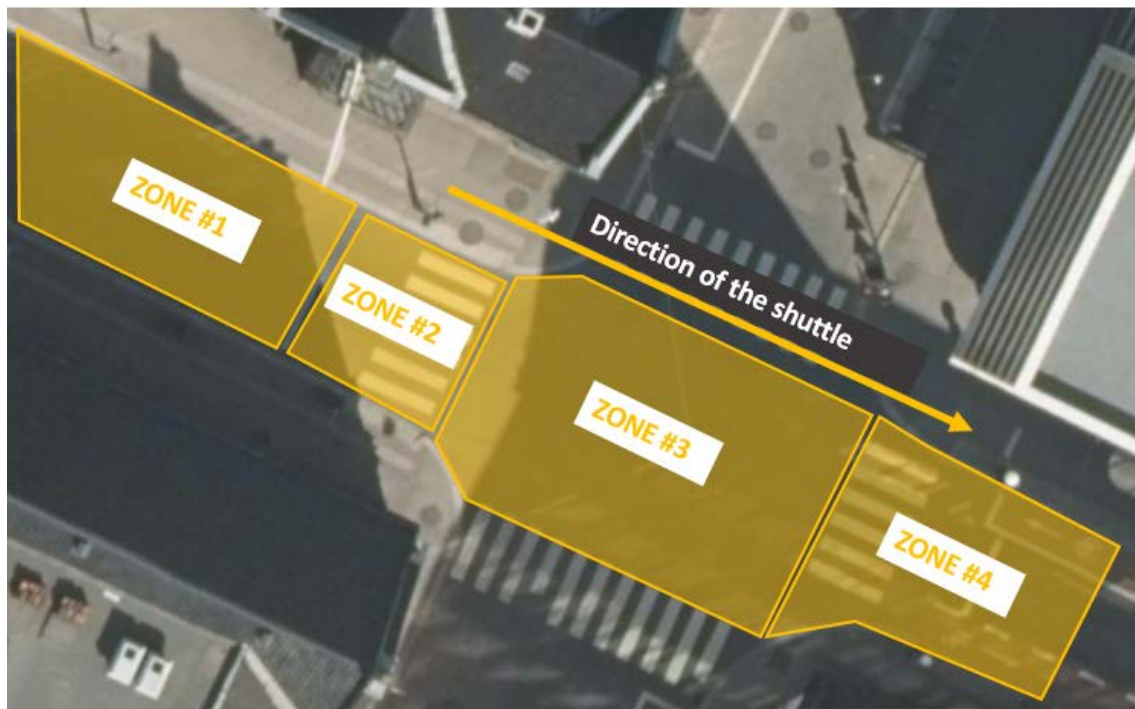 ZONE #1
ZONE #2
Direction of the shuttle
ZONE #3
ZONE #4